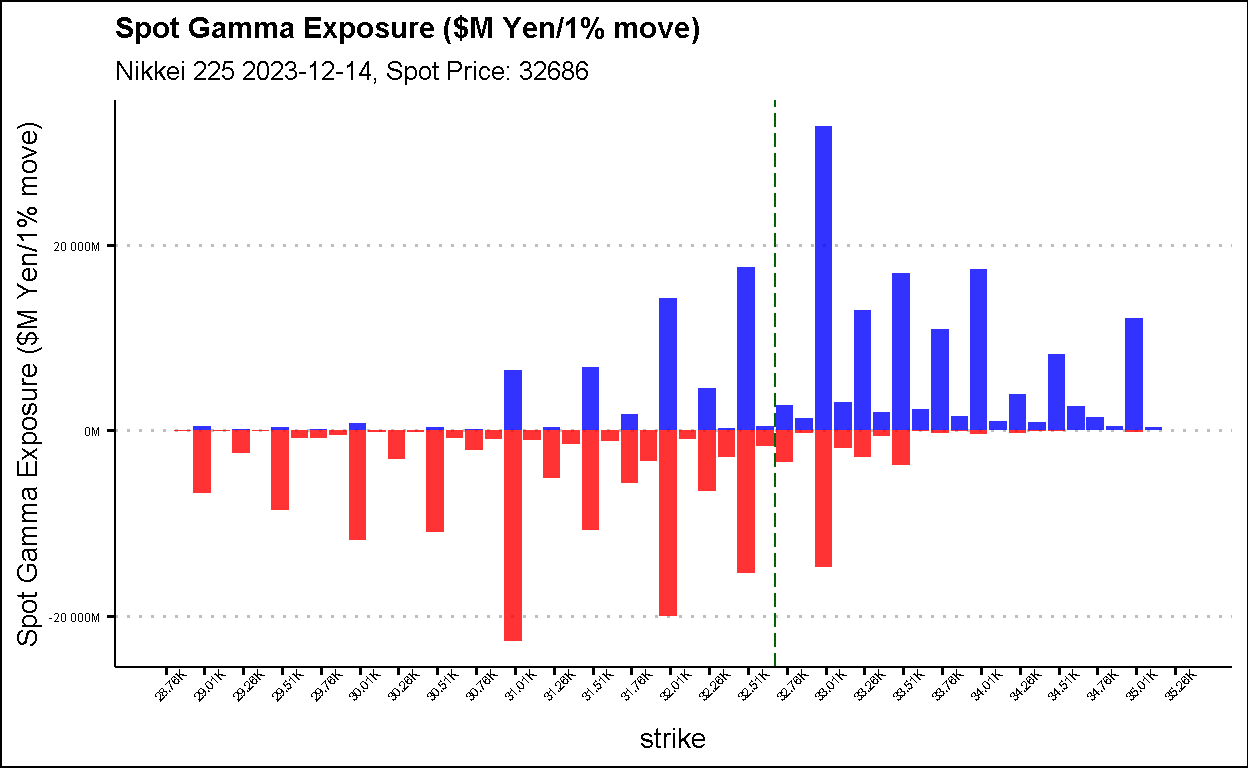 Spot Gamma Exposure ($M Yen/1% move)
Nikkei 225 2023-12-14, Spot Price: 32686
Spot Gamma Exposure ($M Yen/1% move)
20 000M
0M
-20 000M
28.76K
29.01K
29.26K
29.51K
29.76K
30.01K
30.26K
30.51K
30.76K
31.01K
31.26K
31.51K
31.76K
32.01K
32.26K
32.51K
32.76K
33.01K
33.26K
33.51K
33.76K
34.01K
34.26K
34.51K
34.76K
35.01K
35.26K
strike